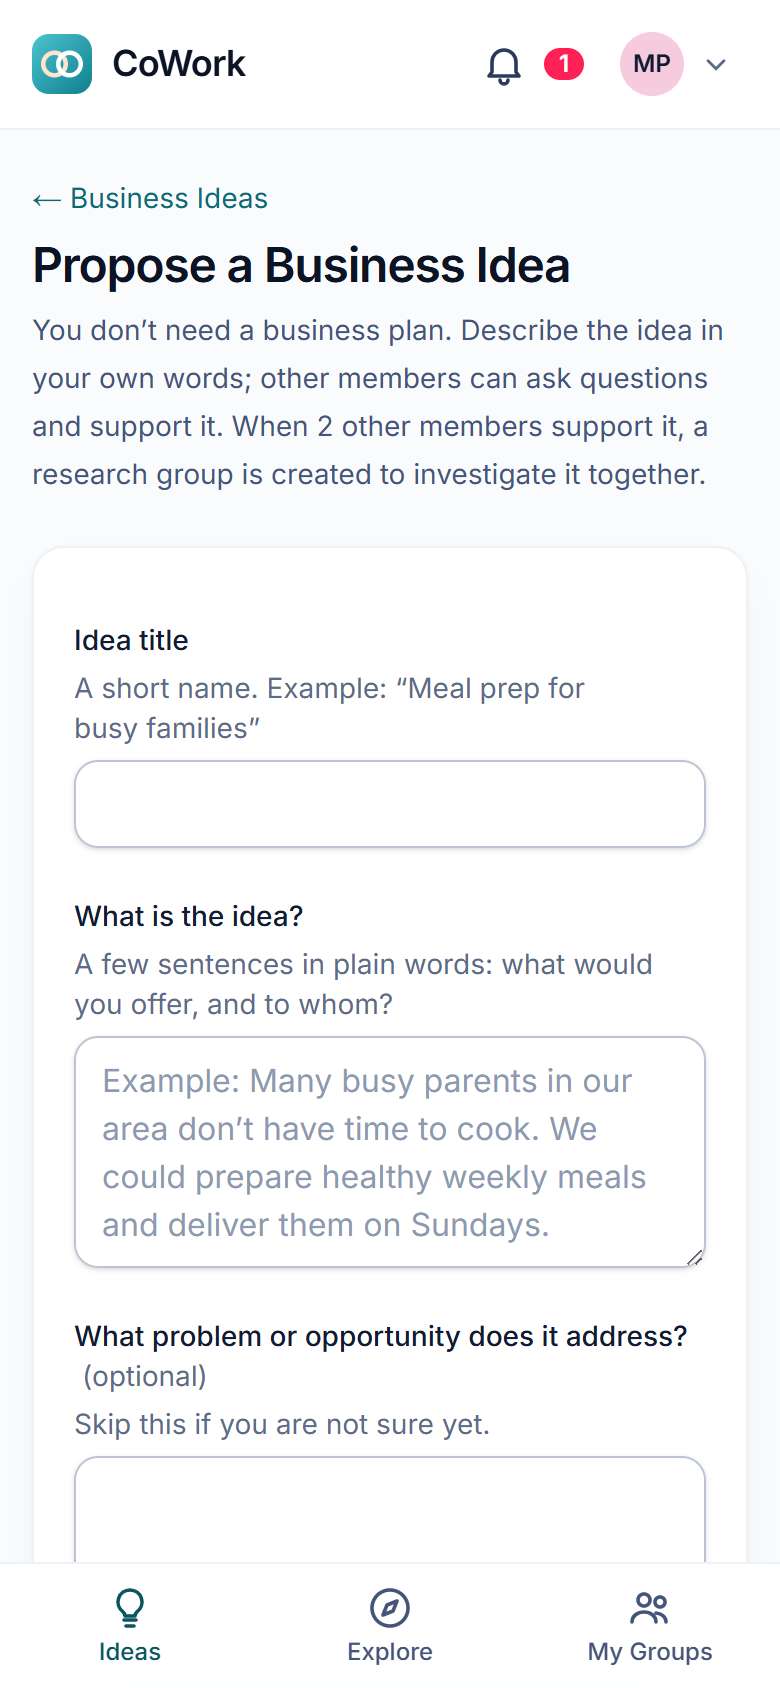 CoWork
1
MP
← Business Ideas
Propose a Business Idea
You don’t need a business plan. Describe the idea in
your own words; other members can ask questions
and support it. When 2 other members support it, a
research group is created to investigate it together.
Idea title
A short name. Example: “Meal prep for
busy families”
What is the idea?
A few sentences in plain words: what would
you offer, and to whom?
Example: Many busy parents in our
area don’t have time to cook. We
could prepare healthy weekly meals
and deliver them on Sundays.
What problem or opportunity does it address?
(optional)
Skip this if you are not sure yet.
Ideas
Explore
My Groups